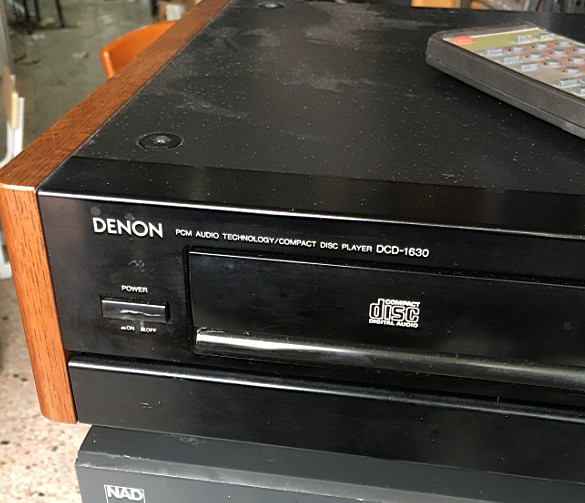 DENON PCM AUDIO TECHNOLOGY/COMPACT DISC PLAYER DCD-1630
POWER
ON OFF
COMPACT
disc
DIGITAL AUDIO
NAD